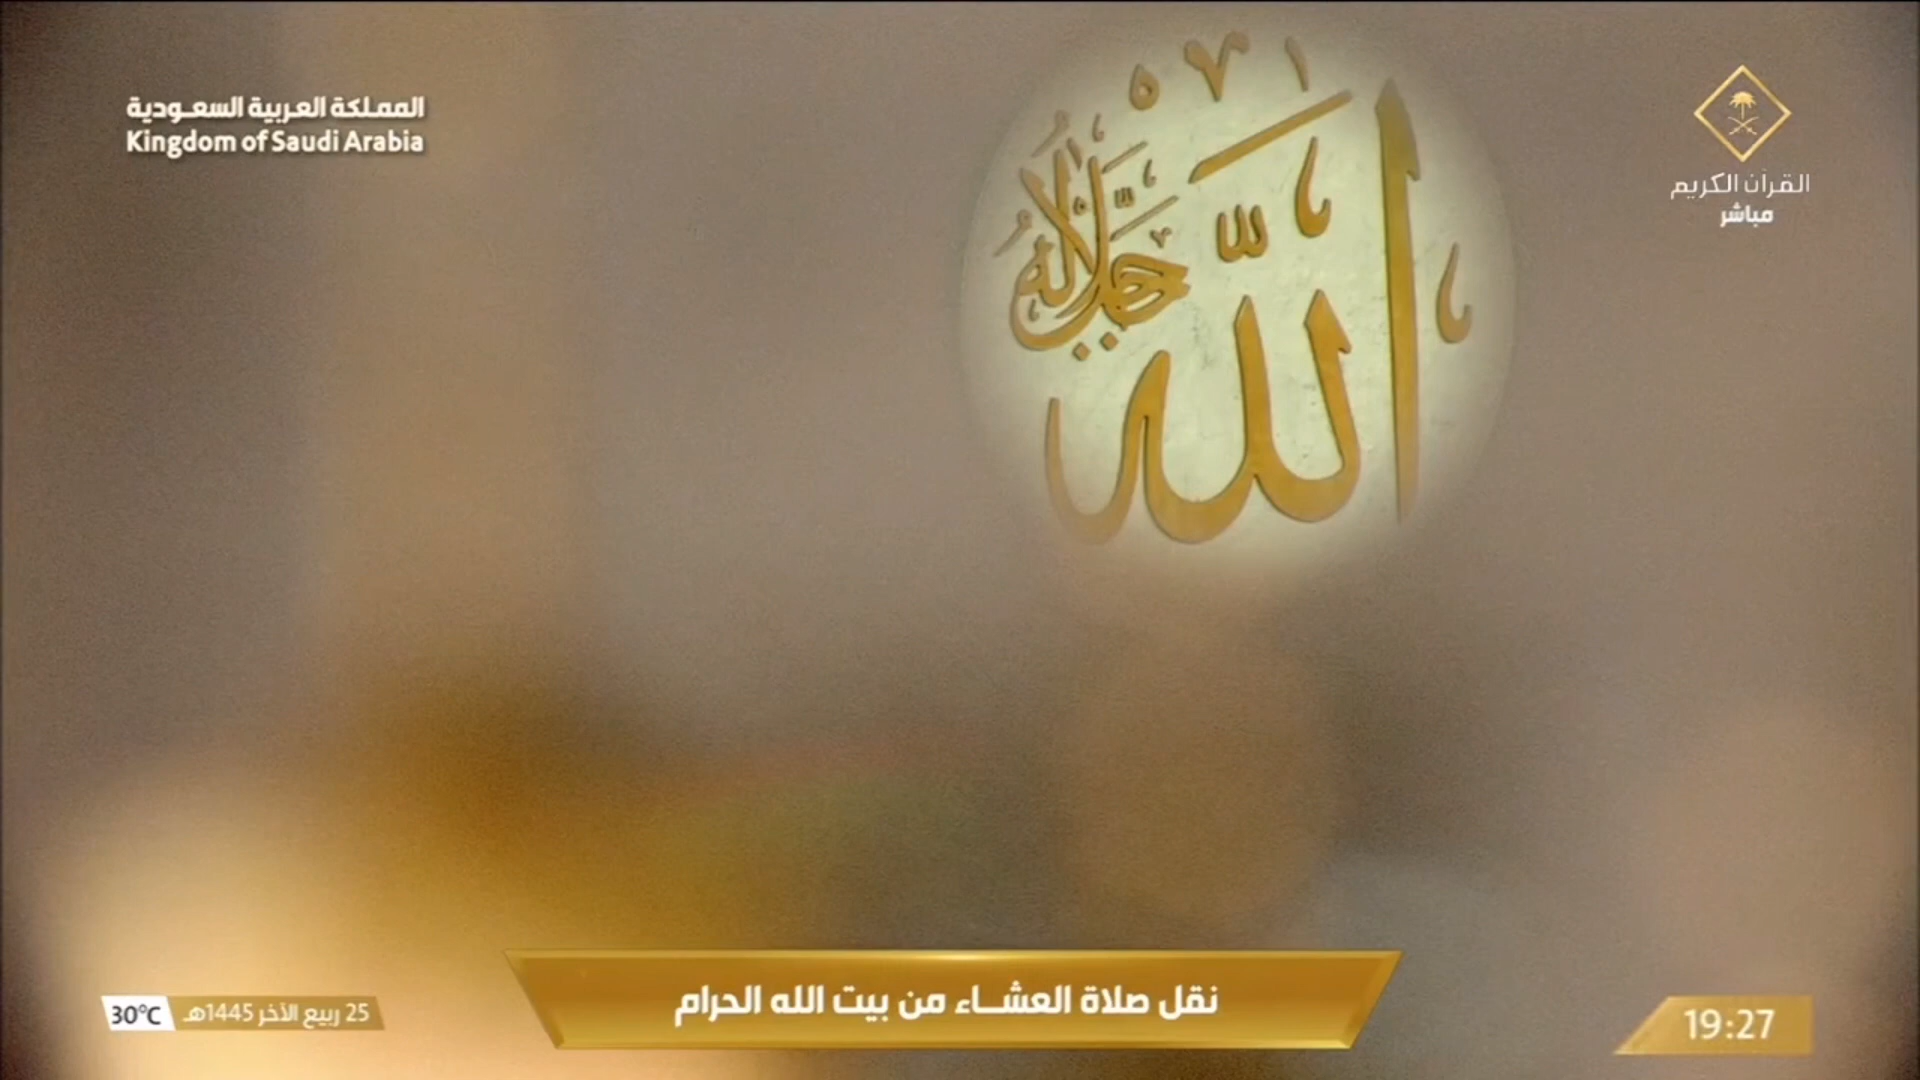 المملكة العربية السعودية
Kingdom of Saudi Arabia
القرآن الكريم
مباشر
الله
جل جلاله
نقل صلاة العشاء من بيت الله الحرام
30°C
25 ربيع الآخر 1445هـ
19:27